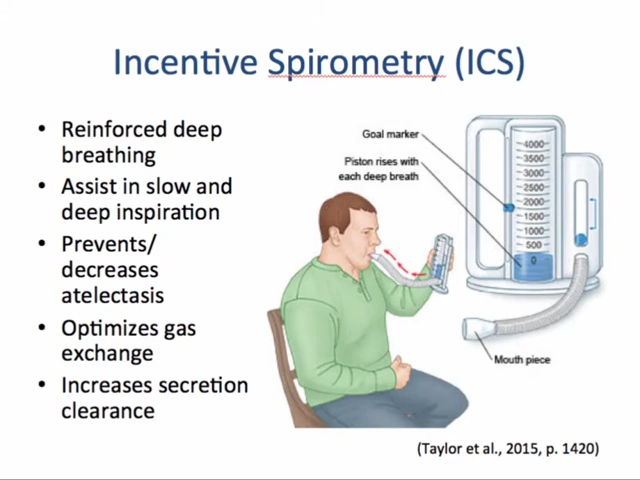 Incentive Spirometry (ICS)
• Reinforced deep
breathing
• Assist in slow and
deep inspiration
• Prevents/
decreases
atelectasis
• Optimizes gas
exchange
• Increases secretion
clearance
Goal marker
Piston rises with
each deep breath
4000
3500
3000
2500
2000
1500
1000
500
0
Mouth piece
(Taylor et al., 2015, p. 1420)